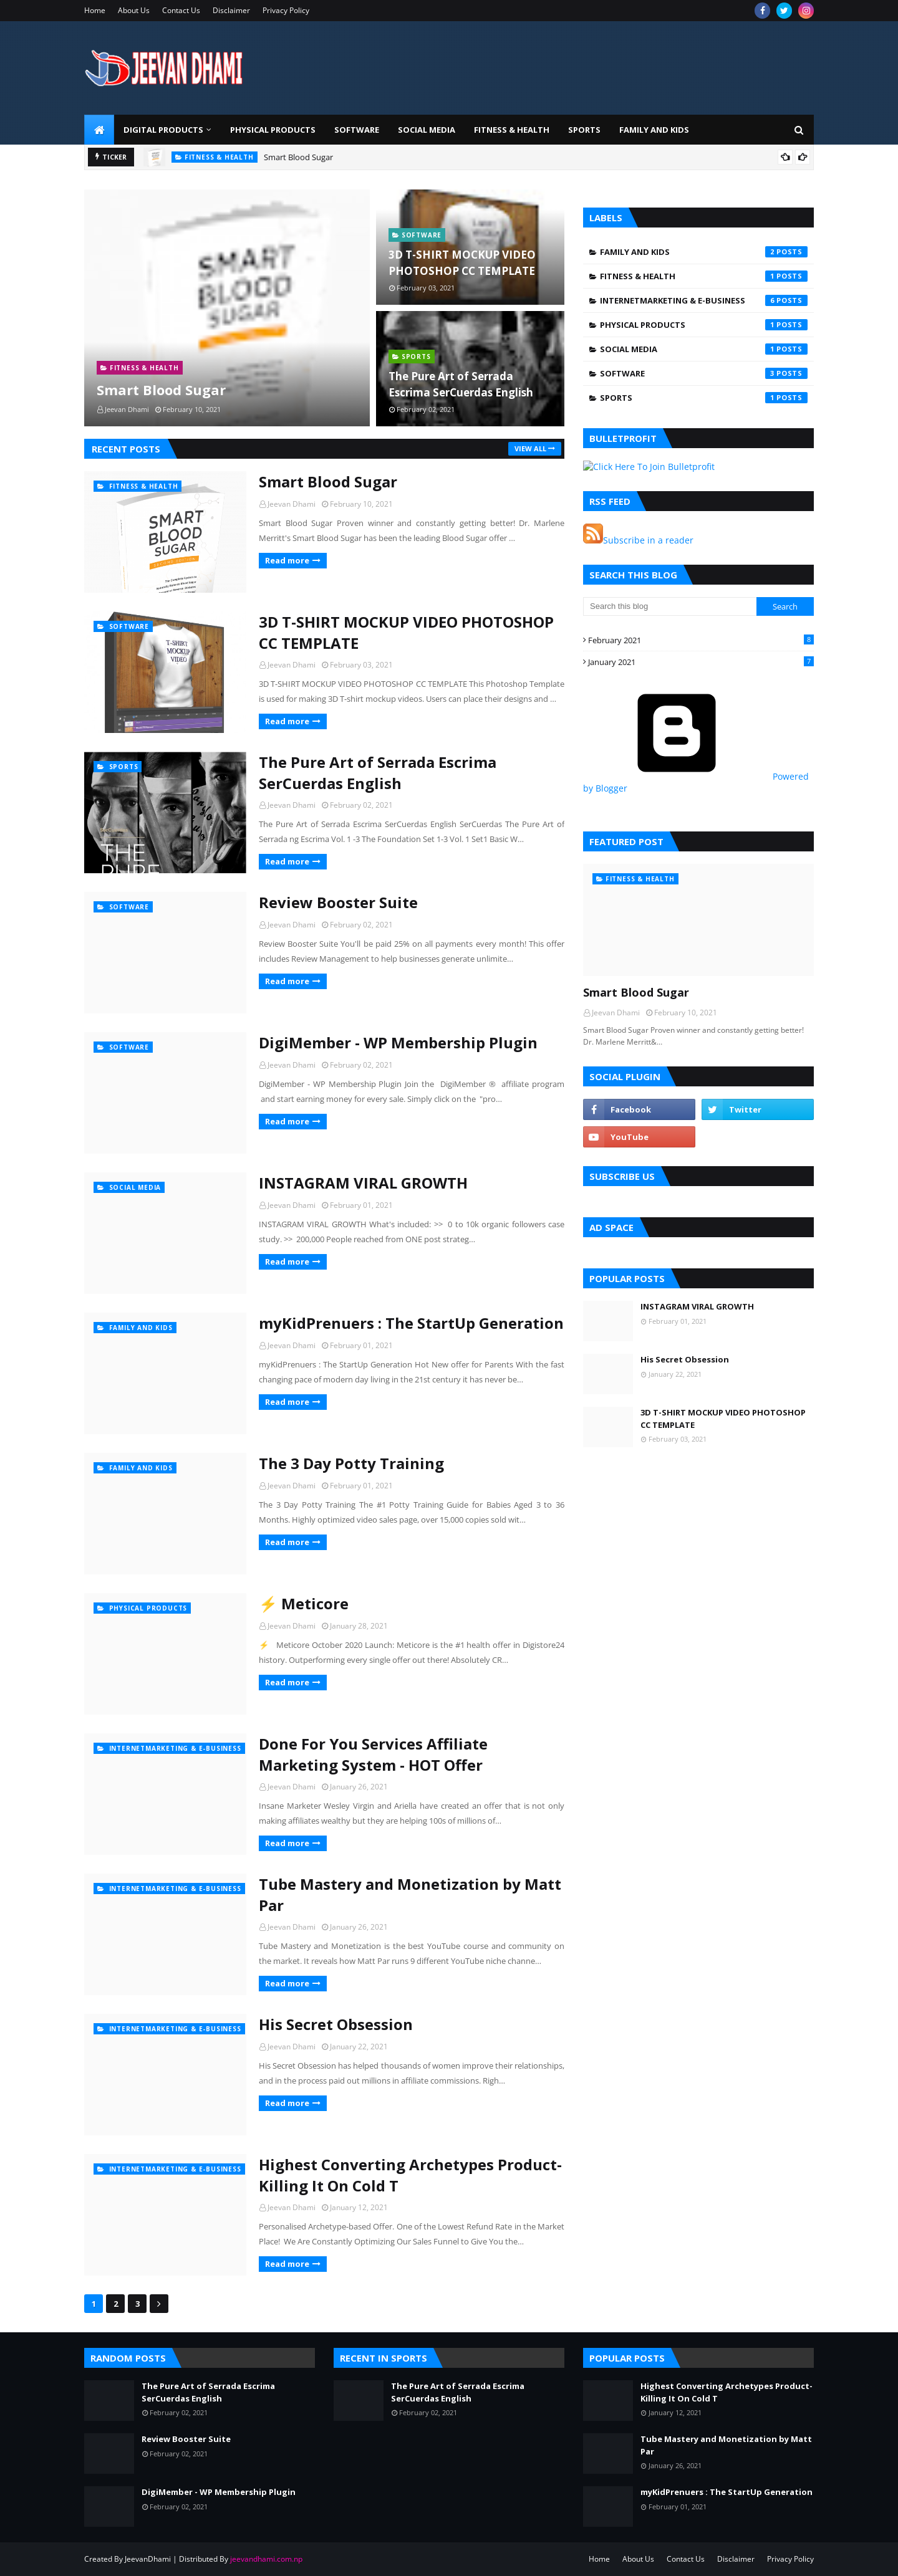 Home About Us Contact Us Disclaimer Privacy Policy
JEEVAN DHAMI
DIGITAL PRODUCTS PHYSICAL PRODUCTS SOFTWARE SOCIAL MEDIA FITNESS & HEALTH SPORTS FAMILY AND KIDS
TICKER FITNESS & HEALTH Smart Blood Sugar
SMART
BLOOD
SUGAR
FITNESS & HEALTH
Smart Blood Sugar
Jeevan Dhami February 10, 2021
SOFTWARE
3D T-SHIRT MOCKUP VIDEO
PHOTOSHOP CC TEMPLATE
February 03, 2021
SPORTS
The Pure Art of Serrada
Escrima SerCuerdas English
February 02, 2021
RECENT POSTS VIEW ALL
FITNESS & HEALTH
SMART
BLOOD
SUGAR
Smart Blood Sugar
Jeevan Dhami February 10, 2021
Smart Blood Sugar Proven winner and constantly getting better! Dr. Marlene
Merritt's Smart Blood Sugar has been the leading Blood Sugar offer …
Read more
SOFTWARE
T-SHIRT
MOCKUP
VIDEO
3D T-SHIRT MOCKUP VIDEO PHOTOSHOP
CC TEMPLATE
Jeevan Dhami February 03, 2021
3D T-SHIRT MOCKUP VIDEO PHOTOSHOP CC TEMPLATE This Photoshop Template
is used for making 3D T-shirt mockup videos. Users can place their designs and …
Read more
SPORTS
THE
PURE
The Pure Art of Serrada Escrima
SerCuerdas English
Jeevan Dhami February 02, 2021
The Pure Art of Serrada Escrima SerCuerdas English SerCuerdas The Pure Art of
Serrada ng Escrima Vol. 1 -3 The Foundation Set 1-3 Vol. 1 Set1 Basic W…
Read more
SOFTWARE
Review Booster Suite
Jeevan Dhami February 02, 2021
Review Booster Suite You'll be paid 25% on all payments every month! This offer
includes Review Management to help businesses generate unlimite…
Read more
SOFTWARE
DigiMember - WP Membership Plugin
Jeevan Dhami February 02, 2021
DigiMember - WP Membership Plugin Join the DigiMember ® affiliate program
and start earning money for every sale. Simply click on the "pro…
Read more
SOCIAL MEDIA
INSTAGRAM VIRAL GROWTH
Jeevan Dhami February 01, 2021
INSTAGRAM VIRAL GROWTH What's included: >> 0 to 10k organic followers case
study. >> 200,000 People reached from ONE post strateg…
Read more
FAMILY AND KIDS
myKidPrenuers : The StartUp Generation
Jeevan Dhami February 01, 2021
myKidPrenuers : The StartUp Generation Hot New offer for Parents With the fast
changing pace of modern day living in the 21st century it has never be…
Read more
FAMILY AND KIDS
The 3 Day Potty Training
Jeevan Dhami February 01, 2021
The 3 Day Potty Training The #1 Potty Training Guide for Babies Aged 3 to 36
Months. Highly optimized video sales page, over 15,000 copies sold wit…
Read more
PHYSICAL PRODUCTS
⚡ Meticore
Jeevan Dhami January 28, 2021
⚡ Meticore October 2020 Launch: Meticore is the #1 health offer in Digistore24
history. Outperforming every single offer out there! Absolutely CR…
Read more
INTERNETMARKETING & E-BUSINESS
Done For You Services Affiliate
Marketing System - HOT Offer
Jeevan Dhami January 26, 2021
Insane Marketer Wesley Virgin and Ariella have created an offer that is not only
making affiliates wealthy but they are helping 100s of millions of…
Read more
INTERNETMARKETING & E-BUSINESS
Tube Mastery and Monetization by Matt
Par
Jeevan Dhami January 26, 2021
Tube Mastery and Monetization is the best YouTube course and community on
the market. It reveals how Matt Par runs 9 different YouTube niche channe…
Read more
INTERNETMARKETING & E-BUSINESS
His Secret Obsession
Jeevan Dhami January 22, 2021
His Secret Obsession has helped thousands of women improve their relationships,
and in the process paid out millions in affiliate commissions. Righ…
Read more
INTERNETMARKETING & E-BUSINESS
Highest Converting Archetypes Product-
Killing It On Cold T
Jeevan Dhami January 12, 2021
Personalised Archetype-based Offer. One of the Lowest Refund Rate in the Market
Place! We Are Constantly Optimizing Our Sales Funnel to Give You the…
Read more
1 2 3
LABELS
FAMILY AND KIDS 2 POSTS
FITNESS & HEALTH 1 POSTS
INTERNETMARKETING & E-BUSINESS 6 POSTS
PHYSICAL PRODUCTS 1 POSTS
SOCIAL MEDIA 1 POSTS
SOFTWARE 3 POSTS
SPORTS 1 POSTS
BULLETPROFIT
Click Here To Join Bulletprofit
RSS FEED
Subscribe in a reader
SEARCH THIS BLOG
Search this blog Search
February 2021 8
January 2021 7
Powered
by Blogger
FEATURED POST
FITNESS & HEALTH
Smart Blood Sugar
Jeevan Dhami February 10, 2021
Smart Blood Sugar Proven winner and constantly getting better!
Dr. Marlene Merritt&…
SOCIAL PLUGIN
Facebook Twitter
YouTube
SUBSCRIBE US
AD SPACE
POPULAR POSTS
INSTAGRAM VIRAL GROWTH
February 01, 2021
His Secret Obsession
January 22, 2021
3D T-SHIRT MOCKUP VIDEO PHOTOSHOP
CC TEMPLATE
February 03, 2021
RANDOM POSTS
The Pure Art of Serrada Escrima
SerCuerdas English
February 02, 2021
Review Booster Suite
February 02, 2021
DigiMember - WP Membership Plugin
February 02, 2021
RECENT IN SPORTS
The Pure Art of Serrada Escrima
SerCuerdas English
February 02, 2021
POPULAR POSTS
Highest Converting Archetypes Product-
Killing It On Cold T
January 12, 2021
Tube Mastery and Monetization by Matt
Par
January 26, 2021
myKidPrenuers : The StartUp Generation
February 01, 2021
Created By JeevanDhami | Distributed By jeevandhami.com.np
Home About Us Contact Us Disclaimer Privacy Policy